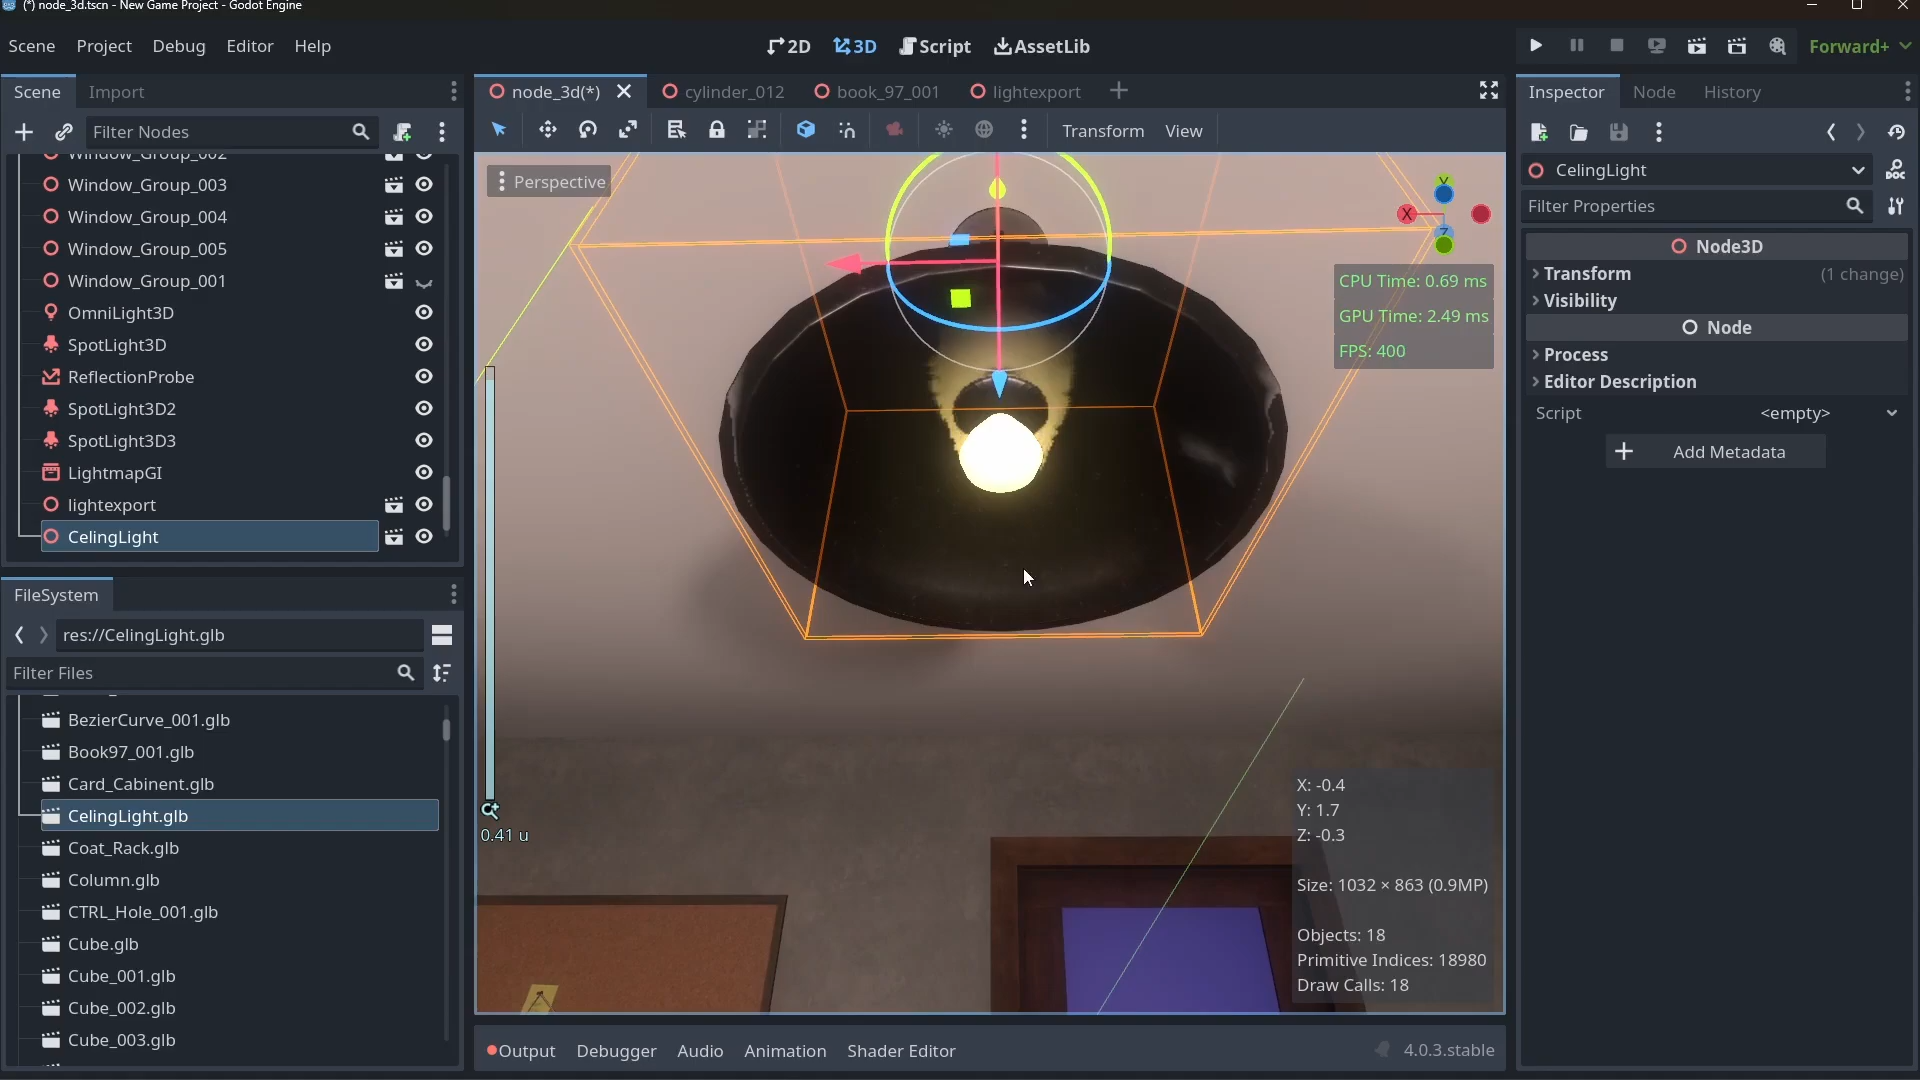 (*) node_3d.tscn - New Game Project - Godot Engine
Scene Project Debug Editor Help
2D 3D Script AssetLib
Forward+
Scene Import
Filter Nodes
Window_Group_002
Window_Group_003
Window_Group_004
Window_Group_005
Window_Group_001
OmniLight3D
SpotLight3D
ReflectionProbe
SpotLight3D2
SpotLight3D3
LightmapGI
lightexport
CelingLight
FileSystem
res://CelingLight.glb
Filter Files
BezierCurve_001.glb
Book97_001.glb
Card_Cabinent.glb
CelingLight.glb
Coat_Rack.glb
Column.glb
CTRL_Hole_001.glb
Cube.glb
Cube_001.glb
Cube_002.glb
Cube_003.glb
node_3d(*) cylinder_012 book_97_001 lightexport
Transform View
Perspective
Y
X
Z
CPU Time: 0.69 ms
GPU Time: 2.49 ms
FPS: 400
0.41 u
X: -0.4
Y: 1.7
Z: -0.3
Size: 1032 × 863 (0.9MP)
Objects: 18
Primitive Indices: 18980
Draw Calls: 18
Output Debugger Audio Animation Shader Editor
4.0.3.stable
Inspector Node History
CelingLight
DOC
Filter Properties
Node3D
Transform (1 change)
Visibility
Node
Process
Editor Description
Script <empty>
Add Metadata